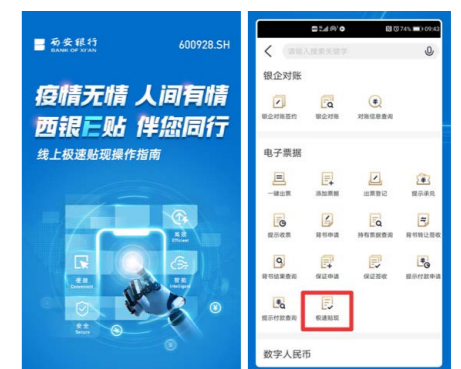 西安银行
BANK OF XI'AN
600928.SH
疫情无情 人间有情
西银E贴 伴您同行
线上极速贴现操作指南
高效
Efficient
便捷
Convenient
智能
Intelligent
安全
Secure
74% 09:43
请输入搜索关键字
银企对账
银企对账签约 银企对账 对账信息查询
电子票据
一键出票 添加票据 出票登记 提示承兑
提示收票 背书申请 持有票据查询 背书转让签收
背书结果查询 保证申请 保证签收 提示付款申请
提示付款查询 极速贴现
数字人民币